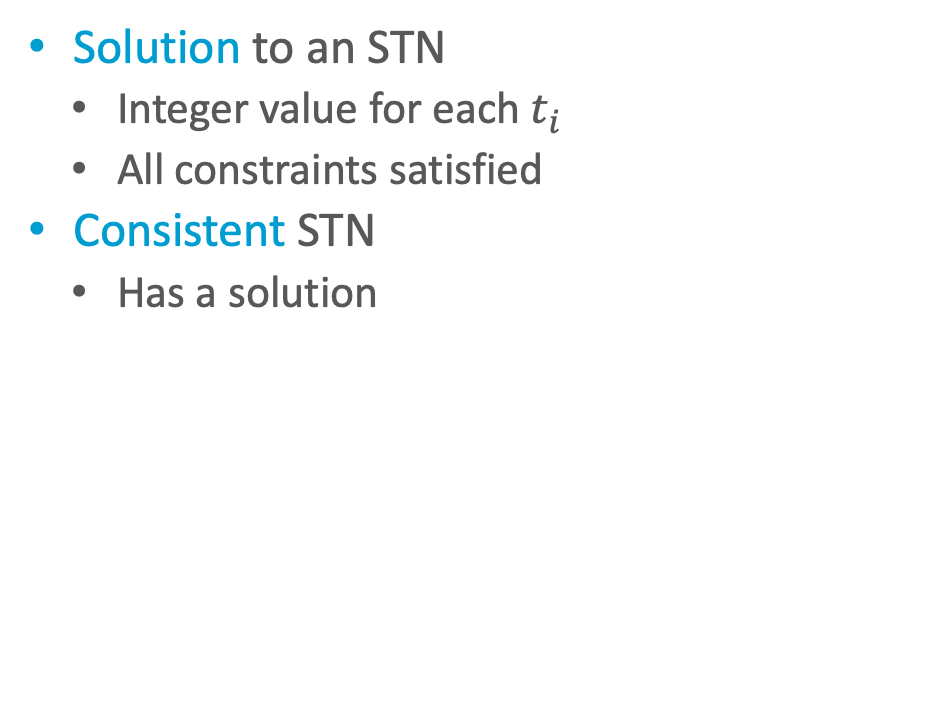 • Solution to an STN
• Integer value for each tᵢ
• All constraints satisfied
• Consistent STN
• Has a solution